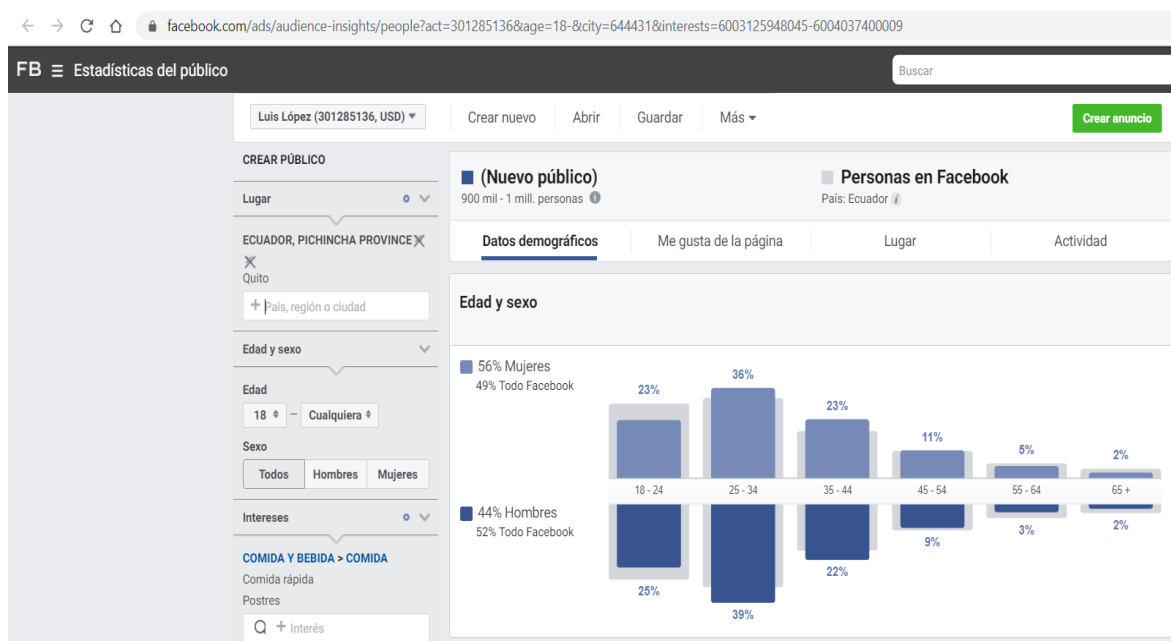 facebook.com/ads/audience-insights/people?act=301285136&age=18-&city=644431&interests=6003125948045-6004037400009
FB Estadísticas del público
Buscar
Luis López (301285136, USD)
Crear nuevo Abrir Guardar Más
Crear anuncio
CREAR PÚBLICO
Lugar
ECUADOR, PICHINCHA PROVINCE
Quito
País, región o ciudad
Edad y sexo
Edad
18 – Cualquiera
Sexo
Todos Hombres Mujeres
Intereses
COMIDA Y BEBIDA > COMIDA
Comida rápida
Postres
Interés
(Nuevo público)
900 mil - 1 mill. personas
Personas en Facebook
País: Ecuador
Datos demográficos Me gusta de la página Lugar Actividad
Edad y sexo
56% Mujeres
49% Todo Facebook
23% 36% 23% 11% 5% 2%
18 - 24 25 - 34 35 - 44 45 - 54 55 - 64 65 +
44% Hombres
52% Todo Facebook
25% 39% 22% 9% 3% 2%